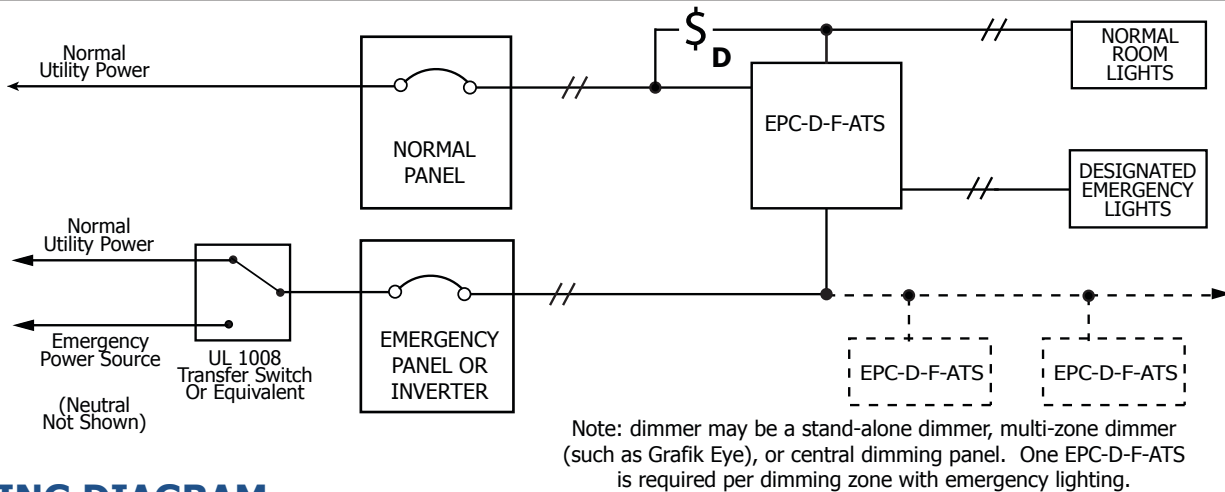 Normal
Utility Power
NORMAL
PANEL
$
D
EPC-D-F-ATS
NORMAL
ROOM
LIGHTS
DESIGNATED
EMERGENCY
LIGHTS
Normal
Utility Power
Emergency
Power Source
(Neutral
Not Shown)
UL 1008
Transfer Switch
Or Equivalent
EMERGENCY
PANEL OR
INVERTER
EPC-D-F-ATS
EPC-D-F-ATS
Note: dimmer may be a stand-alone dimmer, multi-zone dimmer
(such as Grafik Eye), or central dimming panel. One EPC-D-F-ATS
is required per dimming zone with emergency lighting.
ING DIAGRAM